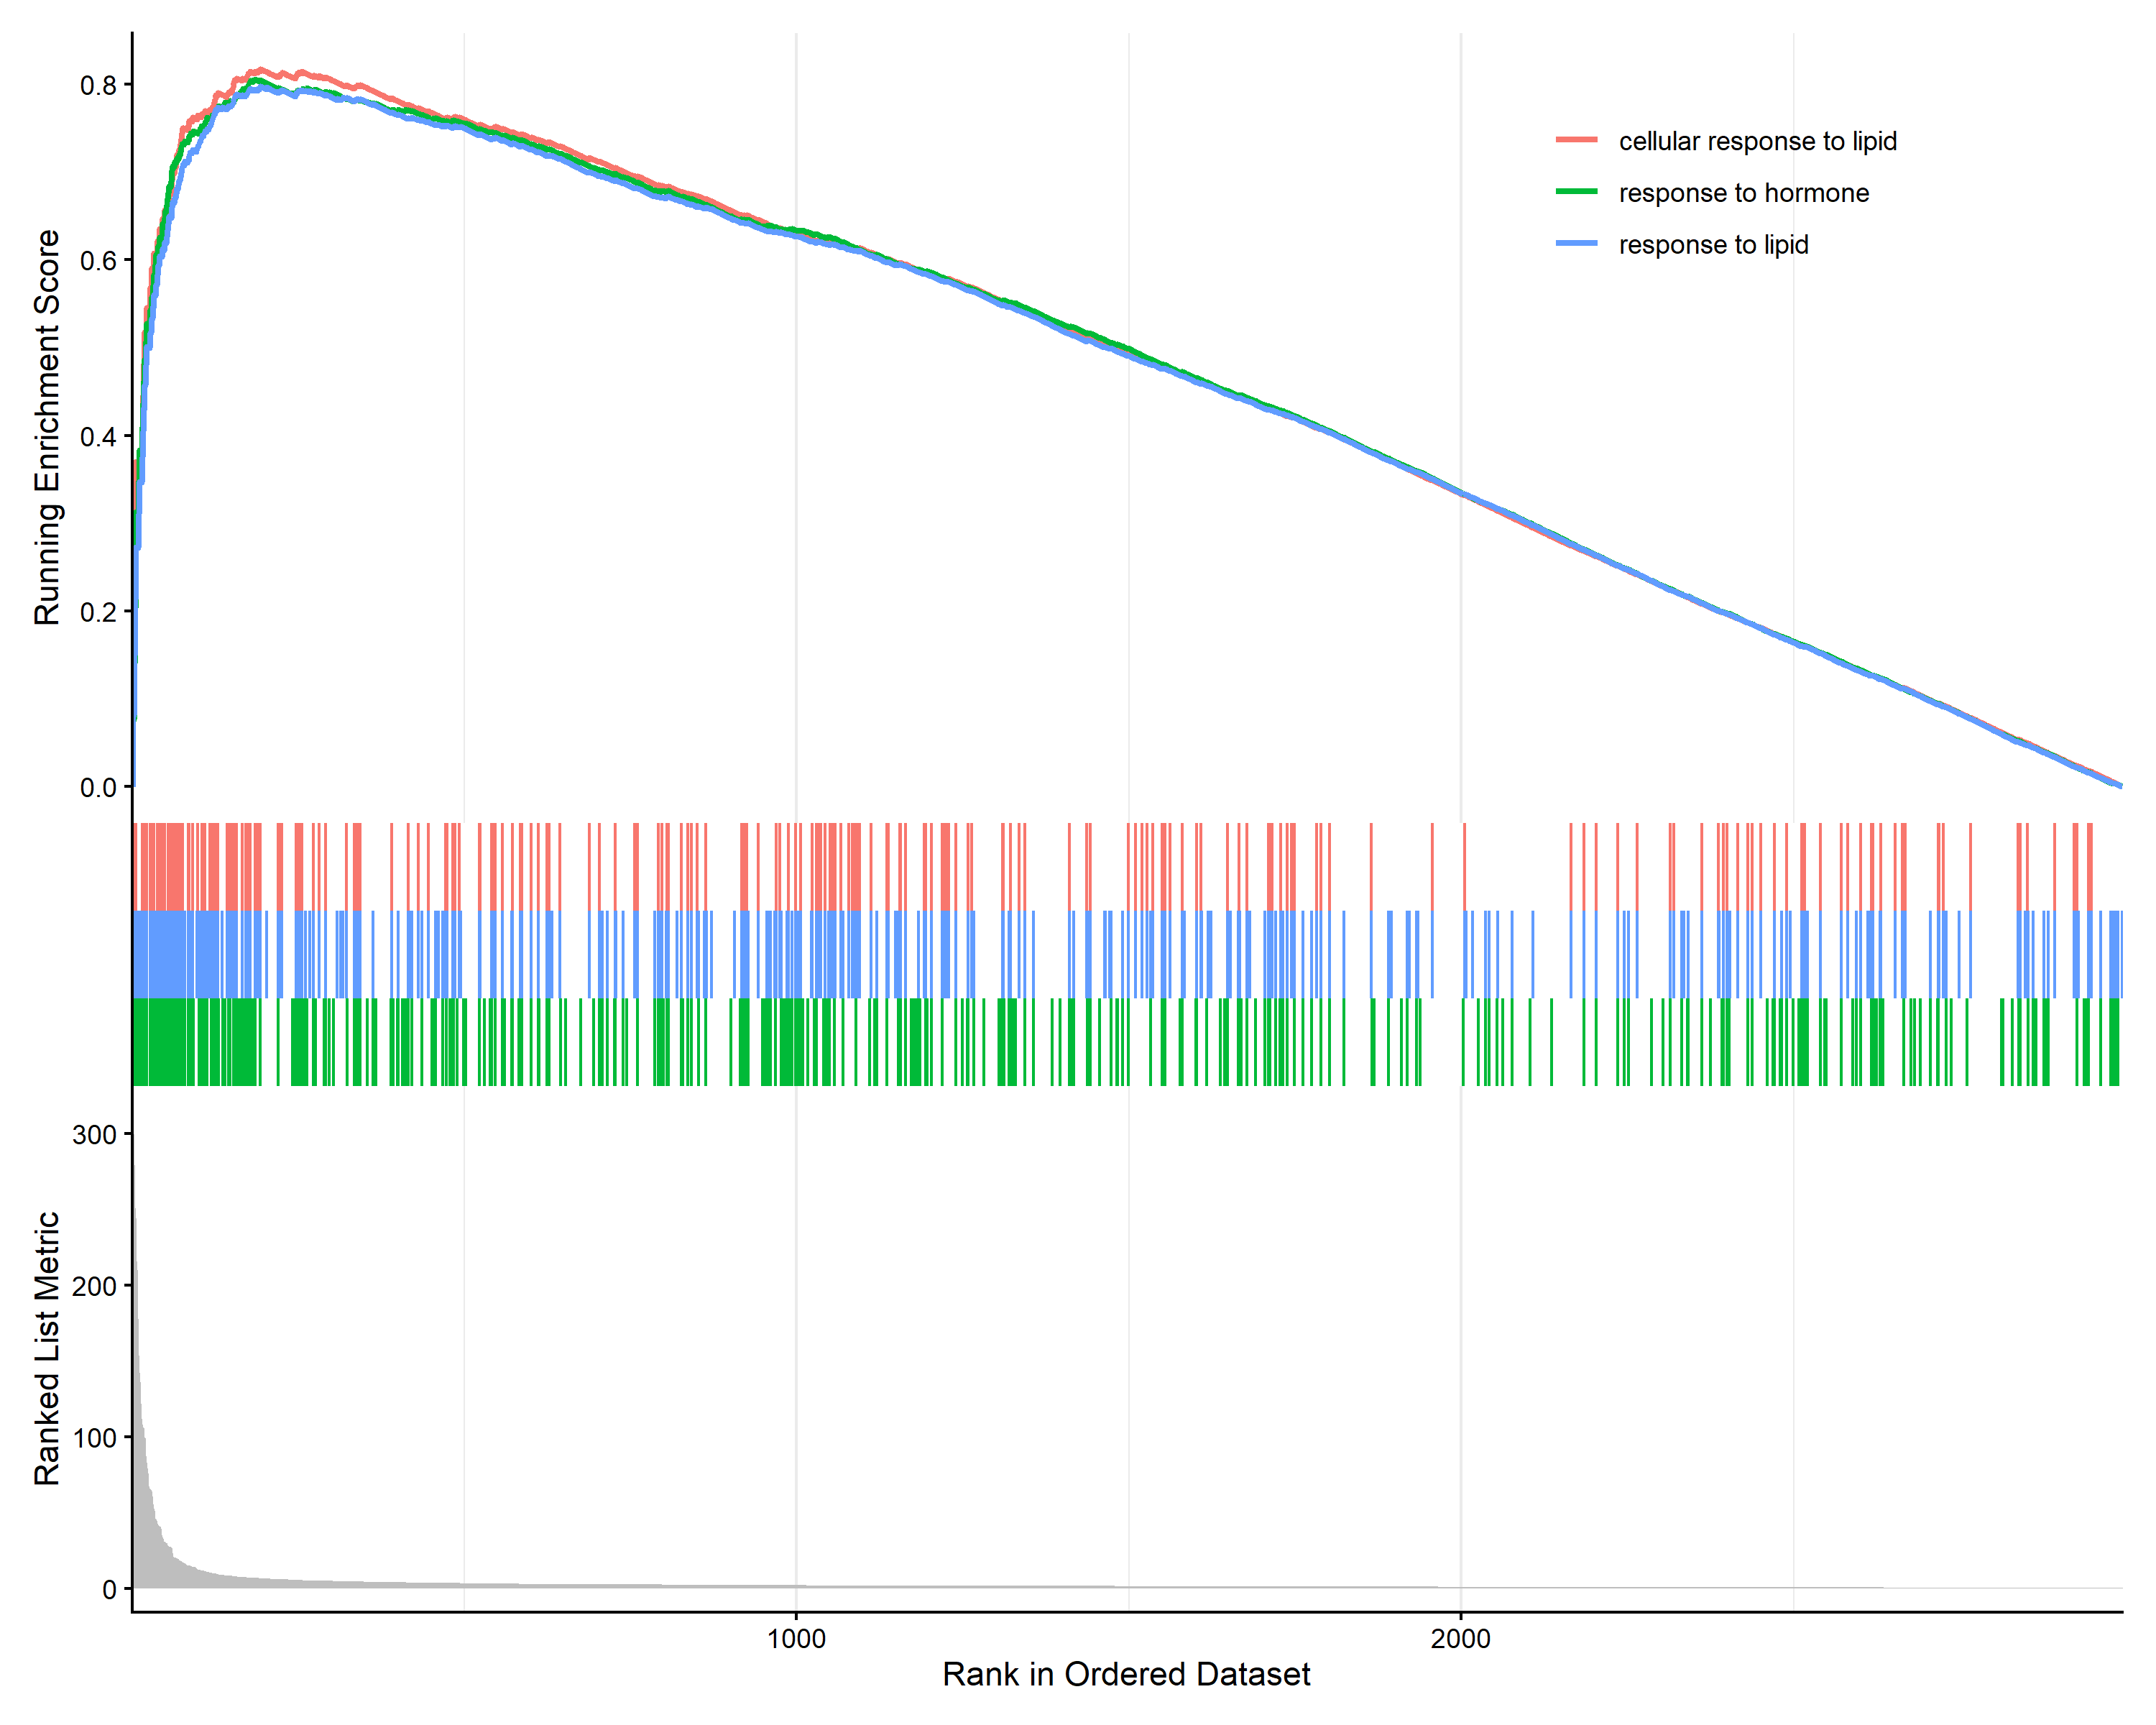 Running Enrichment Score
0.8
0.6
0.4
0.2
0.0
cellular response to lipid
response to hormone
response to lipid
Ranked List Metric
300
200
100
0
1000
2000
Rank in Ordered Dataset